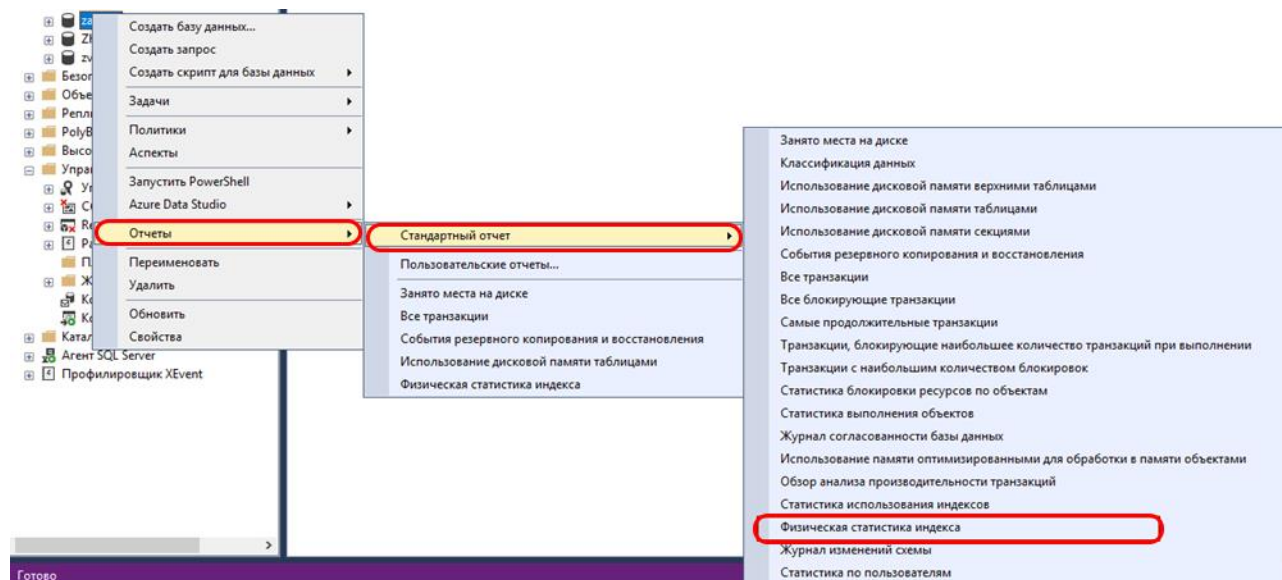 Создать базу данных...
Создать запрос
Создать скрипт для базы данных
Задачи
Политики
Аспекты
Запустить PowerShell
Azure Data Studio
Отчеты
Переименовать
Удалить
Обновить
Свойства
Агент SQL Server
Профилировщик XEvent
Готово
Стандартный отчет
Пользовательские отчеты...
Занято места на диске
Все транзакции
События резервного копирования и восстановления
Использование дисковой памяти таблицами
Физическая статистика индекса
Занято места на диске
Классификация данных
Использование дисковой памяти верхними таблицами
Использование дисковой памяти таблицами
Использование дисковой памяти секциями
События резервного копирования и восстановления
Все транзакции
Все блокирующие транзакции
Самые продолжительные транзакции
Транзакции, блокирующие наибольшее количество транзакций при выполнении
Транзакции с наибольшим количеством блокировок
Статистика блокировки ресурсов по объектам
Статистика выполнения объектов
Журнал согласованности базы данных
Использование памяти оптимизированными для обработки в памяти объектами
Обзор анализа производительности транзакций
Статистика использования индексов
Физическая статистика индекса
Журнал изменений схемы
Статистика по пользователям